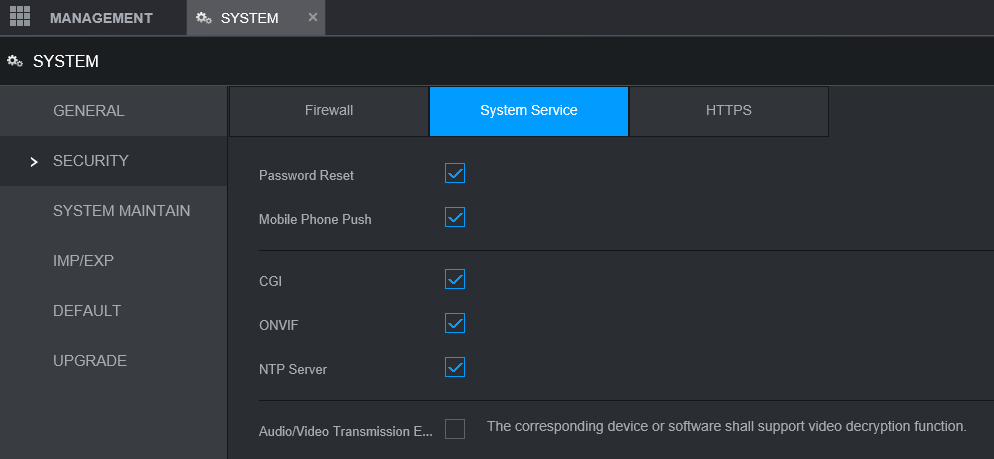 MANAGEMENT
SYSTEM
SYSTEM
GENERAL
SECURITY
SYSTEM MAINTAIN
IMP/EXP
DEFAULT
UPGRADE
Firewall
System Service
HTTPS
Password Reset
Mobile Phone Push
CGI
ONVIF
NTP Server
Audio/Video Transmission E... The corresponding device or software shall support video decryption function.